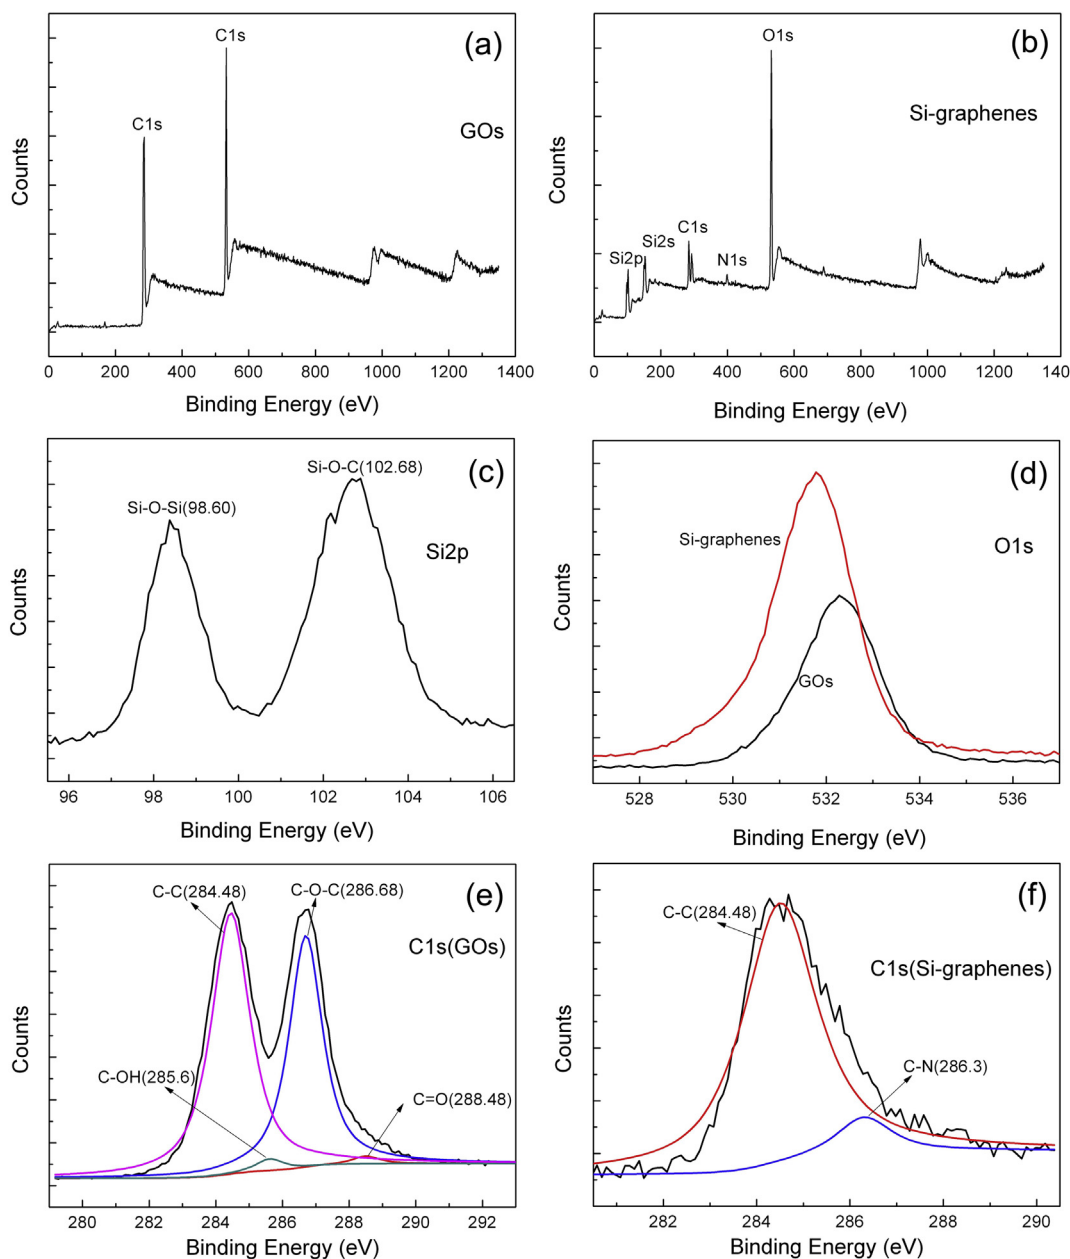 (a)
C1s
C1s
GOs
Counts
0 200 400 600 800 1000 1200 1400
Binding Energy (eV)
(b)
O1s
Si-graphenes
C1s
Si2s
Si2p
N1s
Counts
0 200 400 600 800 1000 1200 140
Binding Energy (eV)
(c)
Si-O-C(102.68)
Si-O-Si(98.60)
Si2p
Counts
96 98 100 102 104 106
Binding Energy (eV)
(d)
Si-graphenes
O1s
GOs
Counts
528 530 532 534 536
Binding Energy (eV)
(e)
C-C(284.48)
C-O-C(286.68)
C1s(GOs)
C-OH(285.6)
C=O(288.48)
Counts
280 282 284 286 288 290 292
Binding Energy (eV)
(f)
C-C(284.48)
C1s(Si-graphenes)
C-N(286.3)
Counts
282 284 286 288 290
Binding Energy (eV)